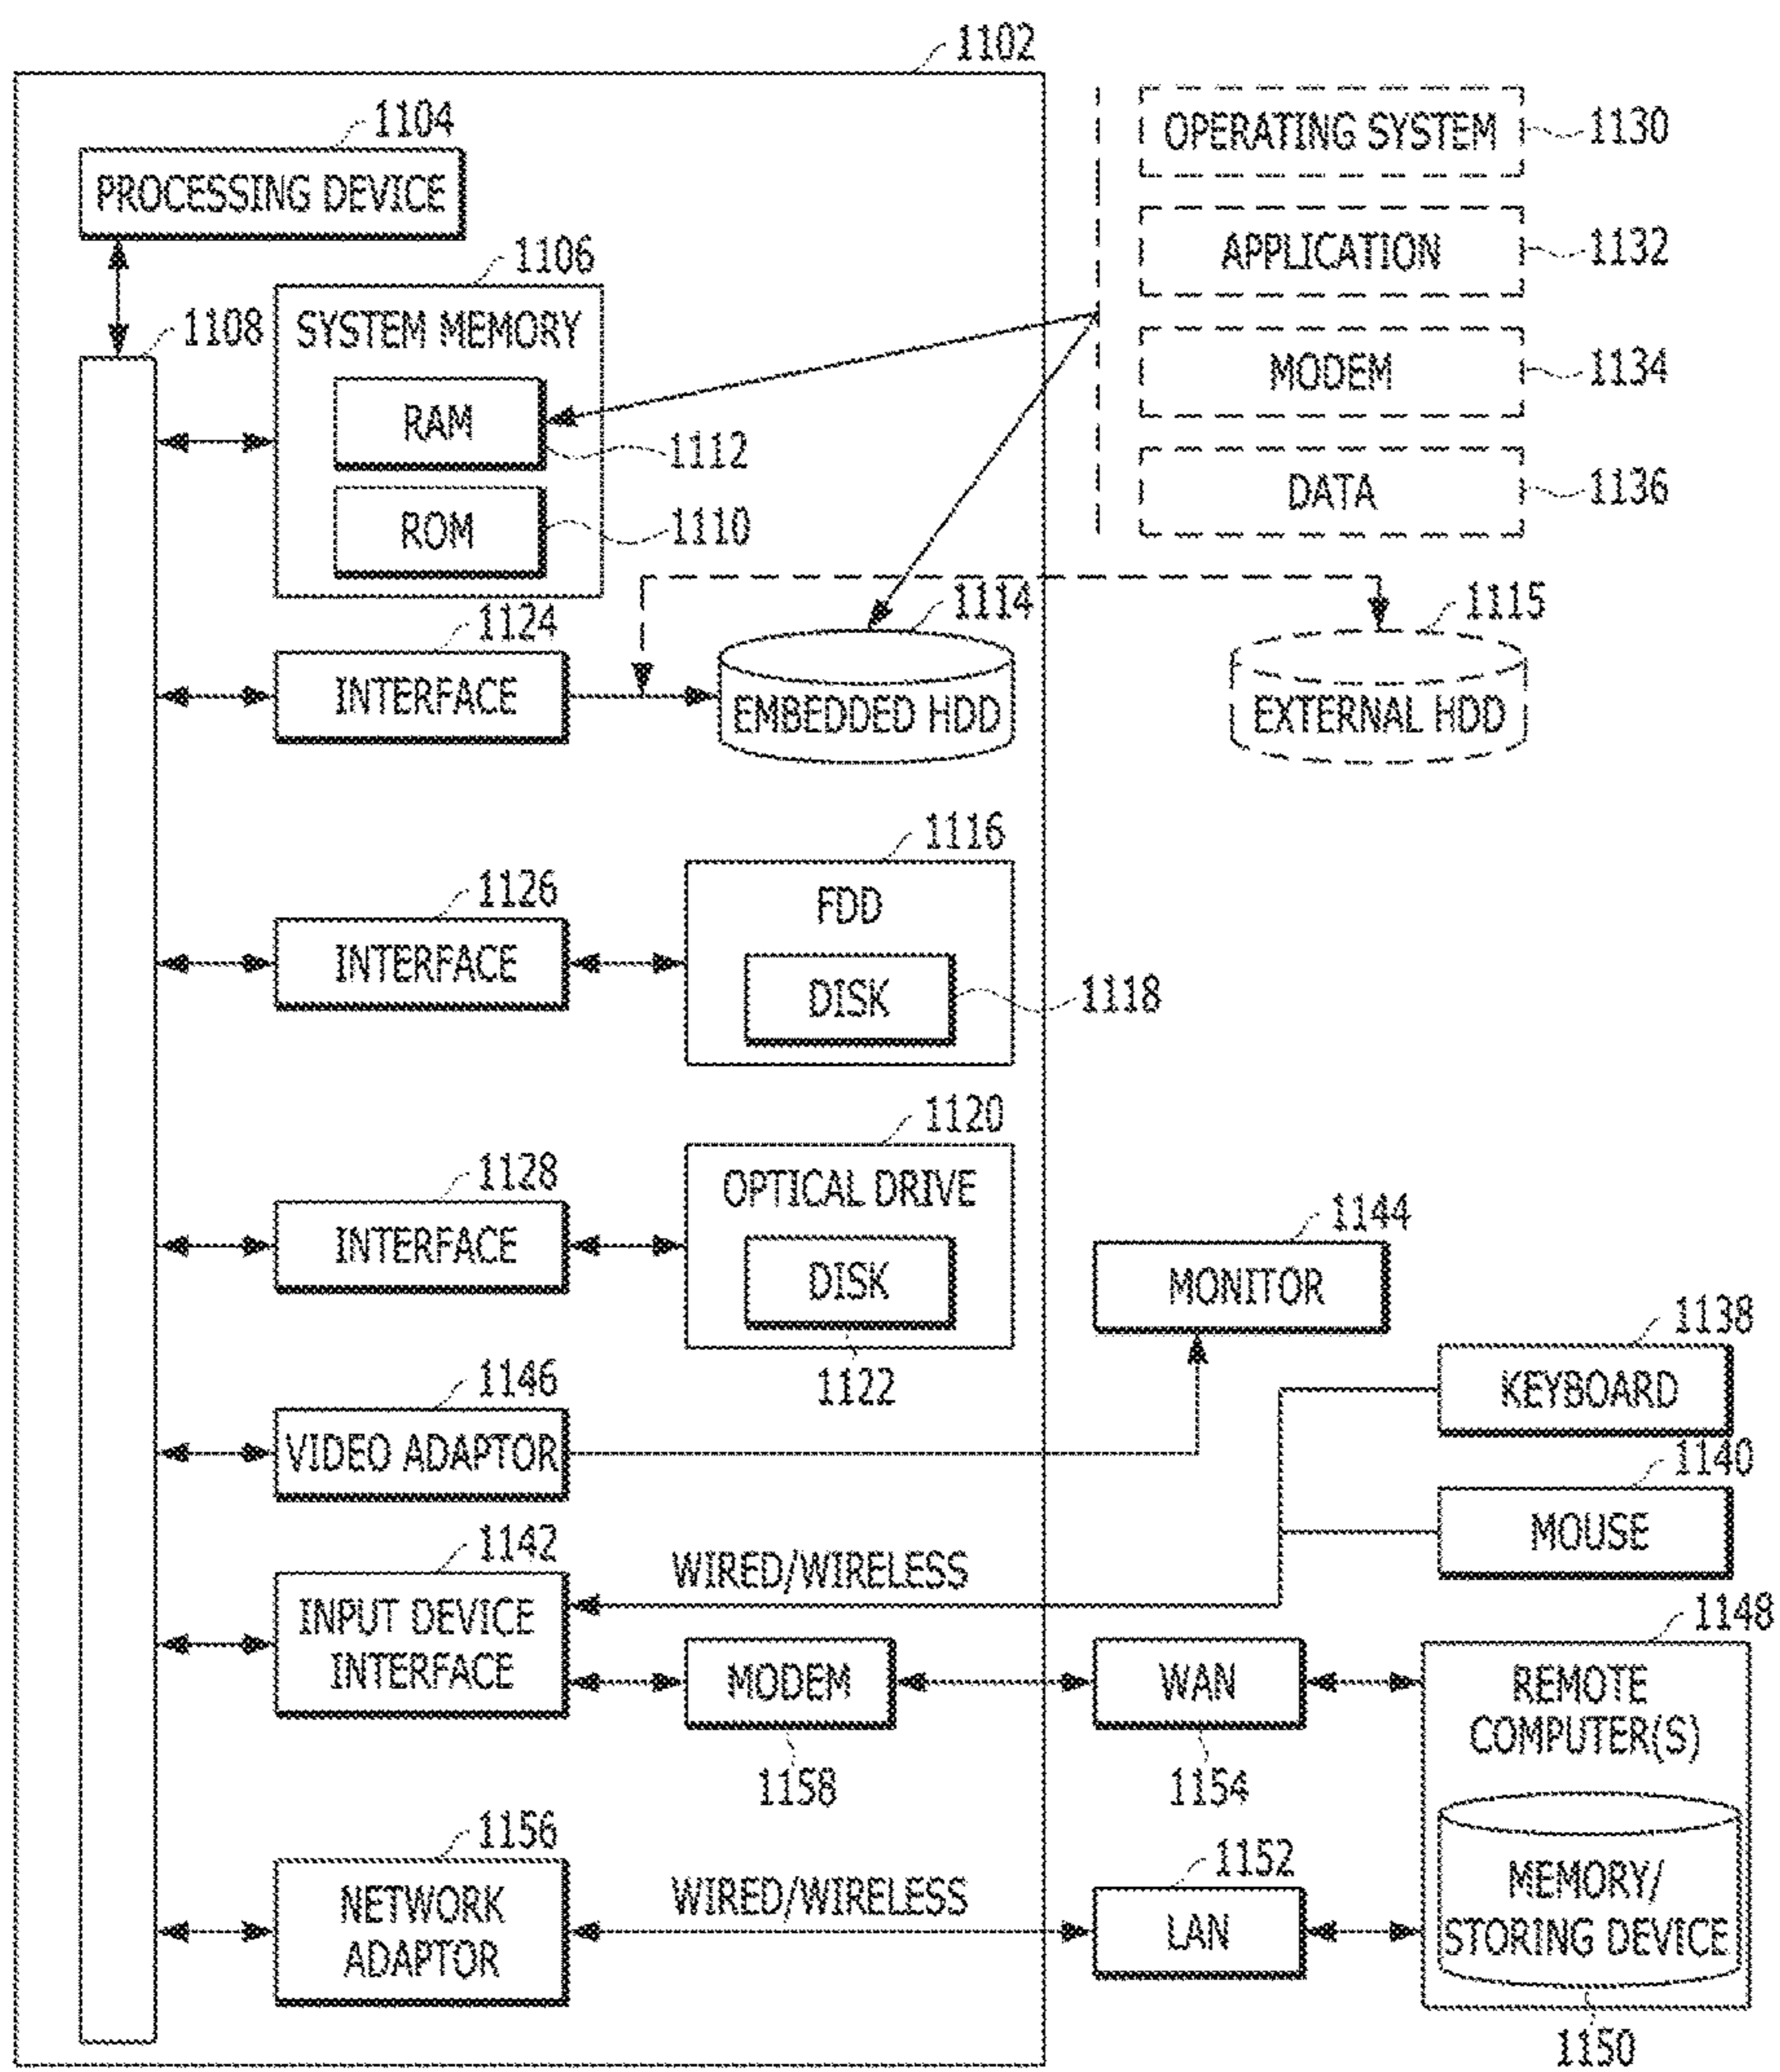 1102
1104
PROCESSING DEVICE
1106
1108
SYSTEM MEMORY
RAM
1112
ROM
1110
OPERATING SYSTEM
1130
APPLICATION
1132
MODEM
1134
DATA
1136
1124
INTERFACE
1114
EMBEDDED HDD
1115
EXTERNAL HDD
1126
INTERFACE
1116
FDD
DISK
1118
1128
INTERFACE
1120
OPTICAL DRIVE
DISK
1122
1144
MONITOR
1138
KEYBOARD
1146
VIDEO ADAPTOR
1140
MOUSE
1142
INPUT DEVICE
INTERFACE
WIRED/WIRELESS
MODEM
1158
WAN
1154
1148
REMOTE
COMPUTER(S)
MEMORY/
STORING DEVICE
1150
1156
NETWORK
ADAPTOR
WIRED/WIRELESS
1152
LAN